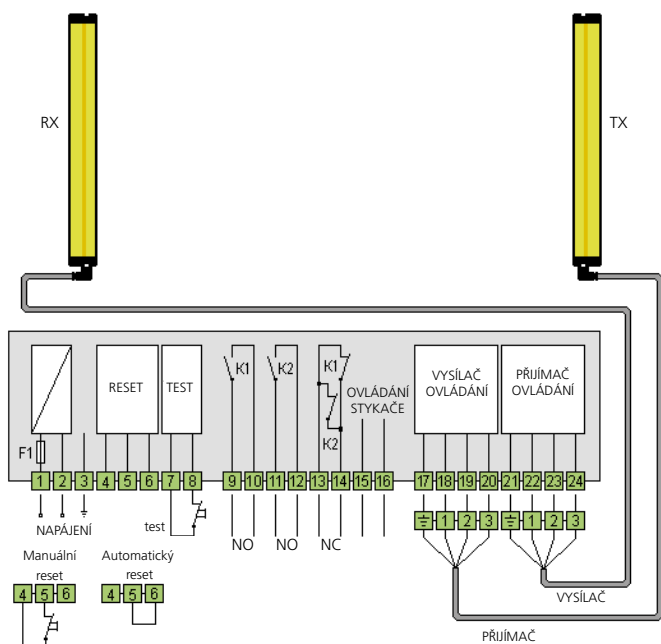 RX
TX
K1
K2
K1
RESET
TEST
VYSÍLAČ
OVLÁDÁNÍ
PŘIJÍMAČ
OVLÁDÁNÍ
OVLÁDÁNÍ
STYKAČE
K2
F1
1 2 3 4 5 6 7 8 9 10 11 12 13 14 15 16 17 18 19 20 21 22 23 24
1 2 3 1 2 3
NAPÁJENÍ
test
NO
NO
NC
Manuální
reset
Automatický
reset
4 5 6
4 5 6
VYSÍLAČ
PŘIJÍMAČ